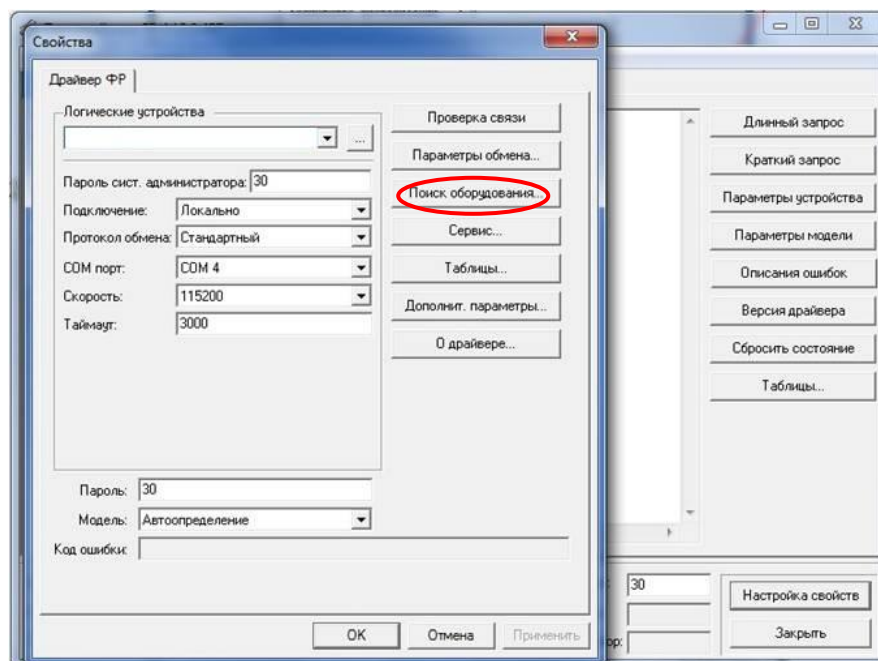 Свойства
Драйвер ФР
Логические устройства
...
Пароль сист. администратора: 30
Подключение: Локально
Протокол обмена: Стандартный
COM порт: COM 4
Скорость: 115200
Таймаут: 3000
Проверка связи
Параметры обмена...
Поиск оборудования...
Сервис...
Таблицы...
Дополнит. параметры...
О драйвере...
Пароль: 30
Модель: Автоопределение
Код ошибки:
OK
Отмена
Применить
Длинный запрос
Краткий запрос
Параметры устройства
Параметры модели
Описания ошибок
Версия драйвера
Сбросить состояние
Таблицы...
30
ор:
Настройка свойств
Закрыть